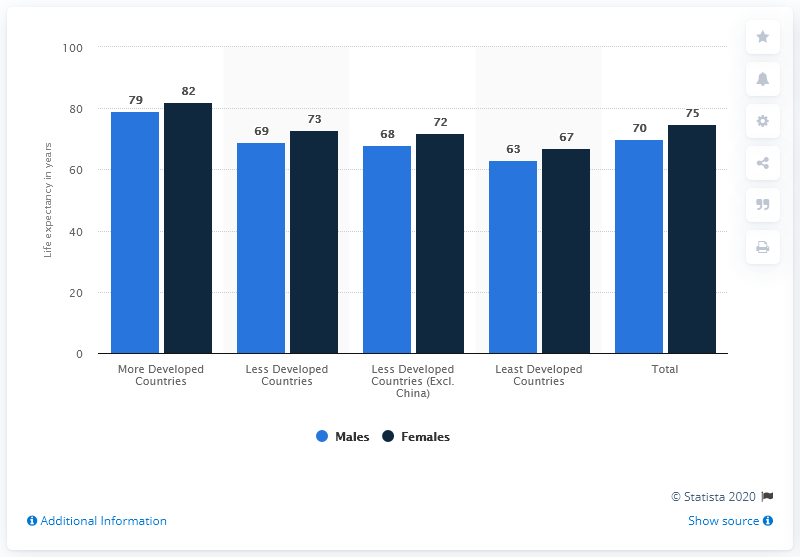 100
80
60
40
20
0
Life expectancy in years
79
82
69
73
68
72
63
67
70
75
More Developed
Countries
Less Developed
Countries
Less Developed
Countries (Excl.
China)
Least Developed
Countries
Total
Males
Females
© Statista 2020
Additional Information
Show source